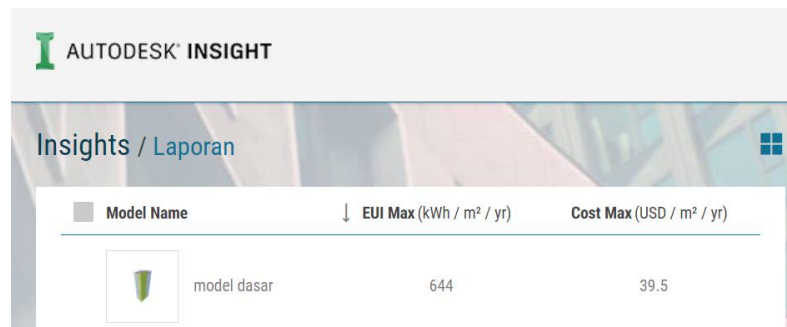 AUTODESK® INSIGHT
Insights / Laporan
Model Name ↓ EUI Max (kWh / m² / yr) Cost Max (USD / m² / yr)
model dasar 644 39.5